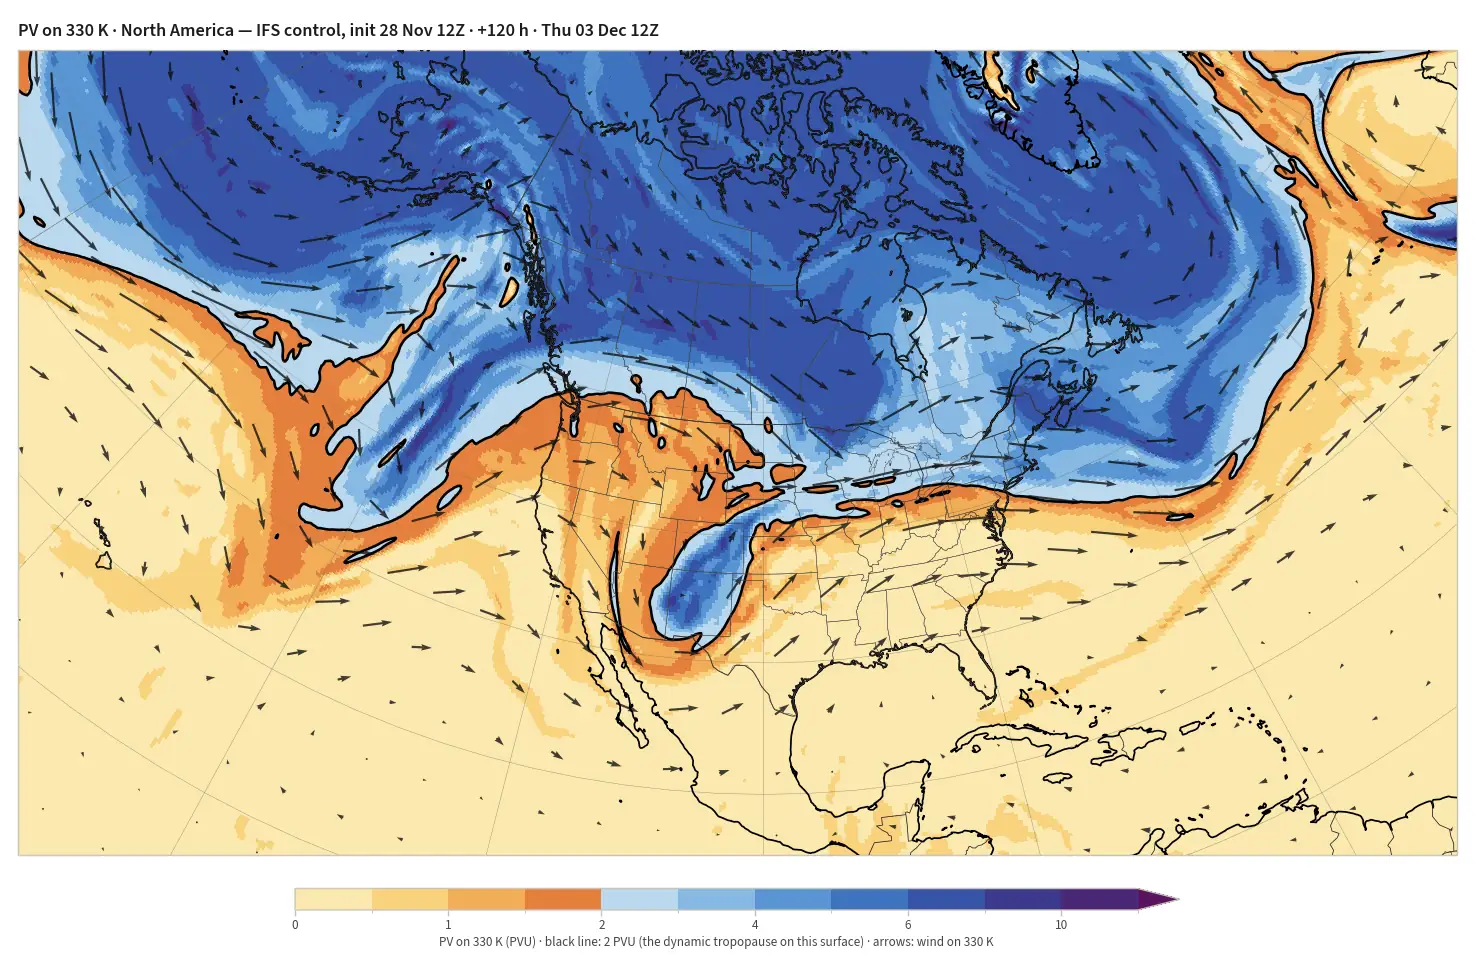 PV on 330 K · North America — IFS control, init 28 Nov 12Z · +120 h · Thu 03 Dec 12Z
0 1 2 4 6 10
PV on 330 K (PVU) · black line: 2 PVU (the dynamic tropopause on this surface) · arrows: wind on 330 K